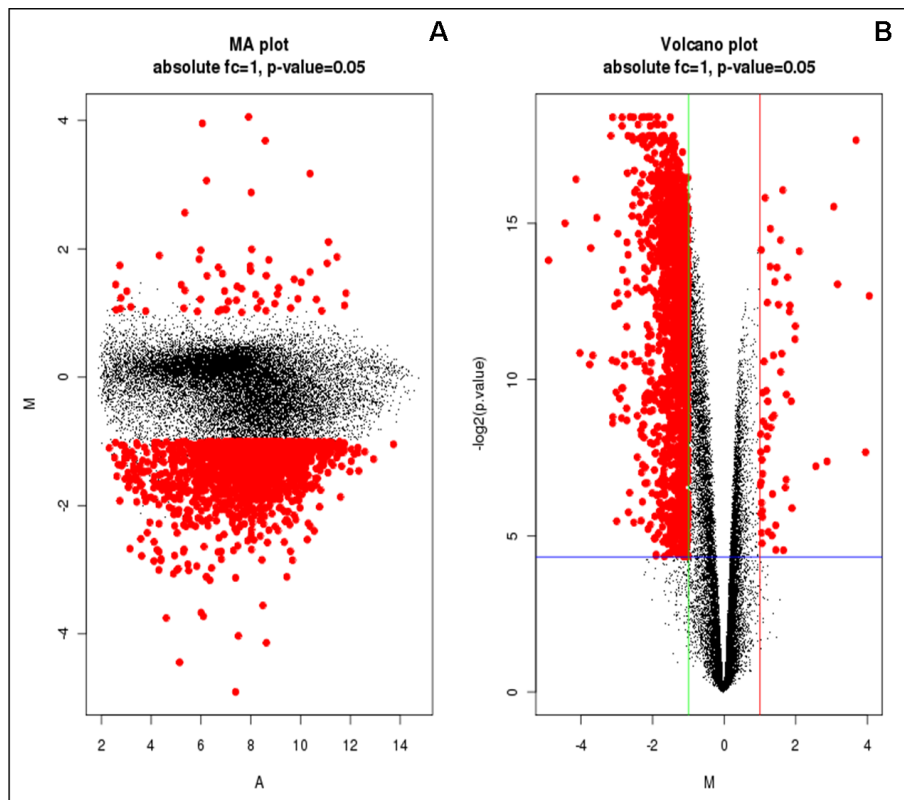 A
MA plot
absolute fc=1, p-value=0.05
4
2
0
-2
-4
M
2 4 6 8 10 12 14
A
B
Volcano plot
absolute fc=1, p-value=0.05
15
10
5
0
-log2(p.value)
-4 -2 0 2 4
M